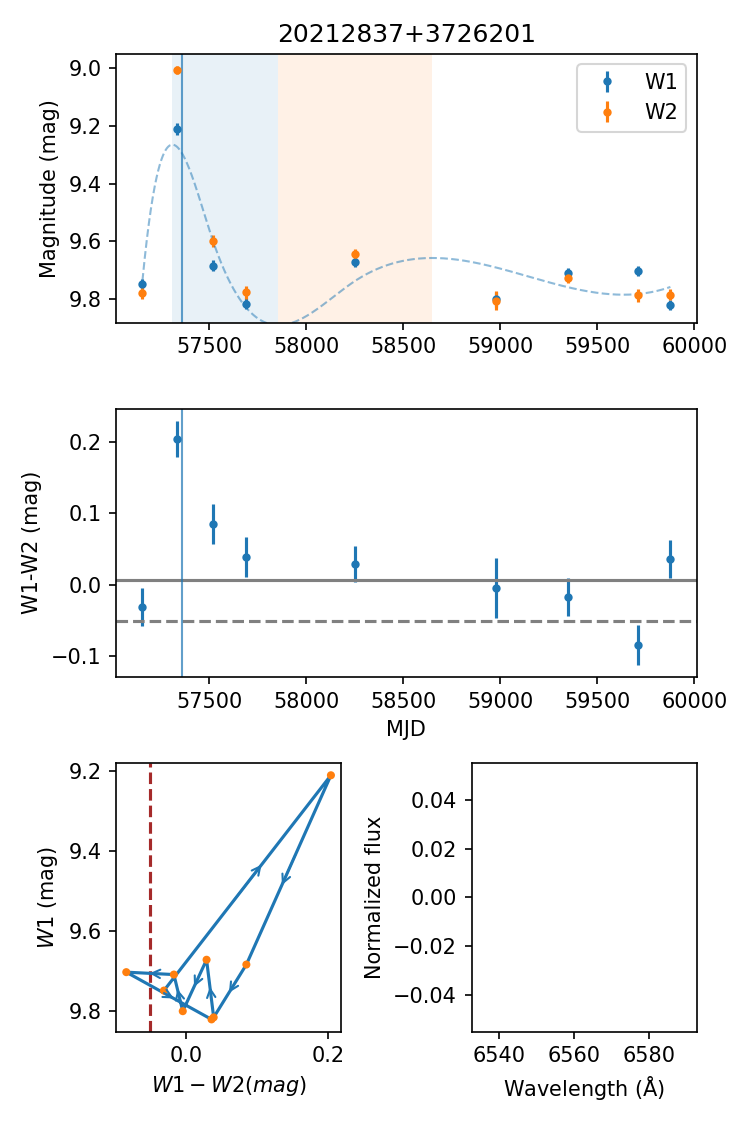 20212837+3726201
Magnitude (mag)
9.0
9.2
9.4
9.6
9.8
W1
W2
57500 58000 58500 59000 59500 60000
W1-W2 (mag)
0.2
0.1
0.0
−0.1
57500 58000 58500 59000 59500 60000
MJD
W1 (mag)
9.2
9.4
9.6
9.8
0.0 0.2
W1 − W2(mag)
Normalized flux
0.04
0.02
0.00
−0.02
−0.04
6540 6560 6580
Wavelength (Å)